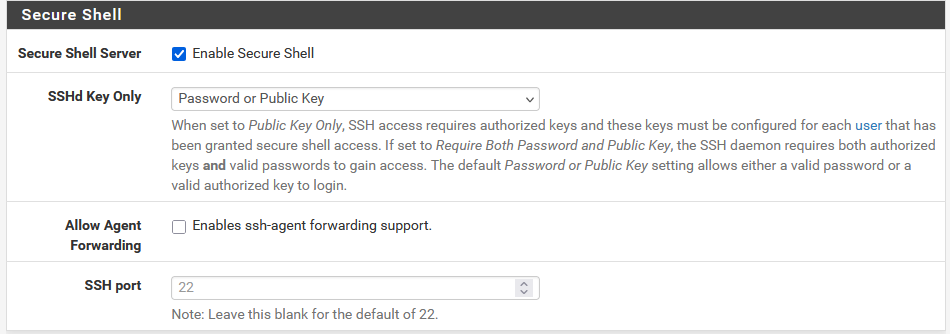 Secure Shell
Secure Shell Server
Enable Secure Shell
SSHd Key Only
Password or Public Key
When set to Public Key Only, SSH access requires authorized keys and these keys must be configured for each user that has
been granted secure shell access. If set to Require Both Password and Public Key, the SSH daemon requires both authorized
keys and valid passwords to gain access. The default Password or Public Key setting allows either a valid password or a
valid authorized key to login.
Allow Agent
Forwarding
Enables ssh-agent forwarding support.
SSH port
22
Note: Leave this blank for the default of 22.